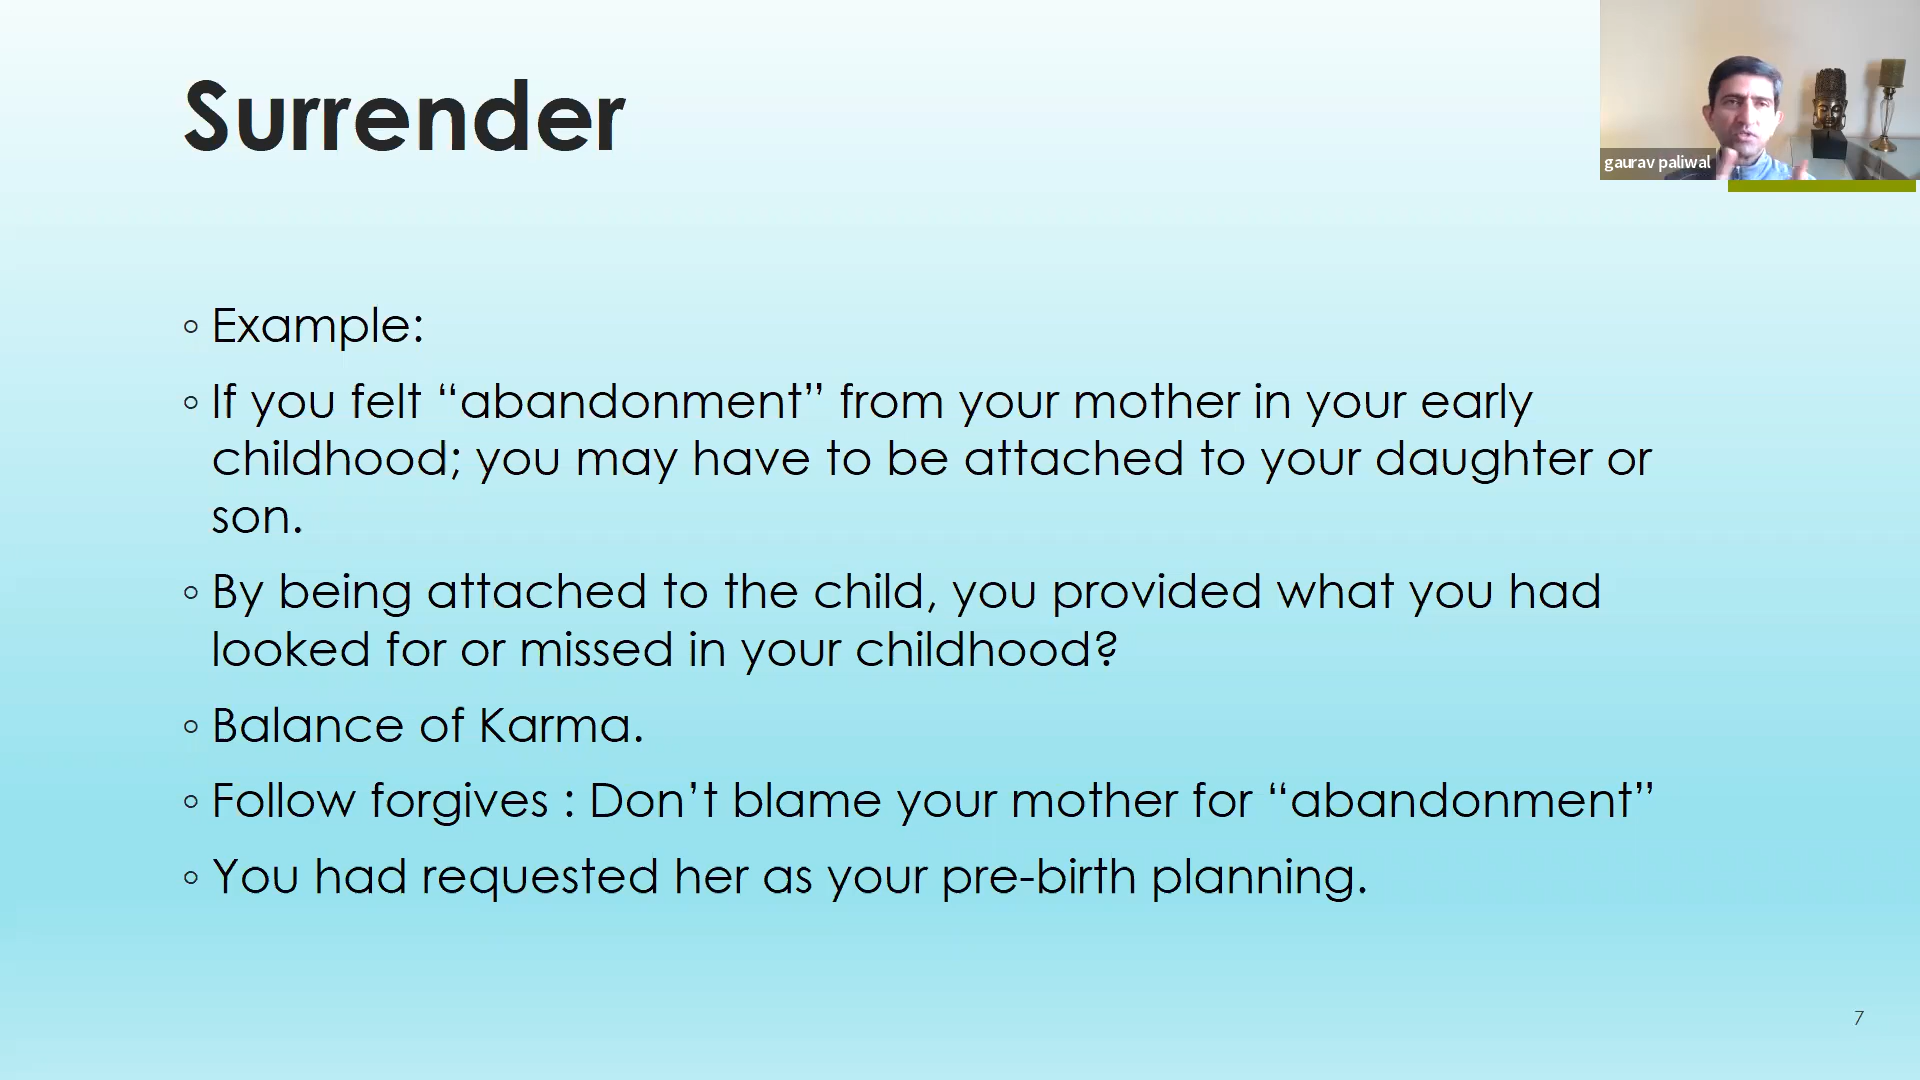 Surrender
gaurav paliwal
◦ Example:
◦ If you felt “abandonment” from your mother in your early
childhood; you may have to be attached to your daughter or
son.
◦ By being attached to the child, you provided what you had
looked for or missed in your childhood?
◦ Balance of Karma.
◦ Follow forgives : Don’t blame your mother for “abandonment”
◦ You had requested her as your pre-birth planning.
7